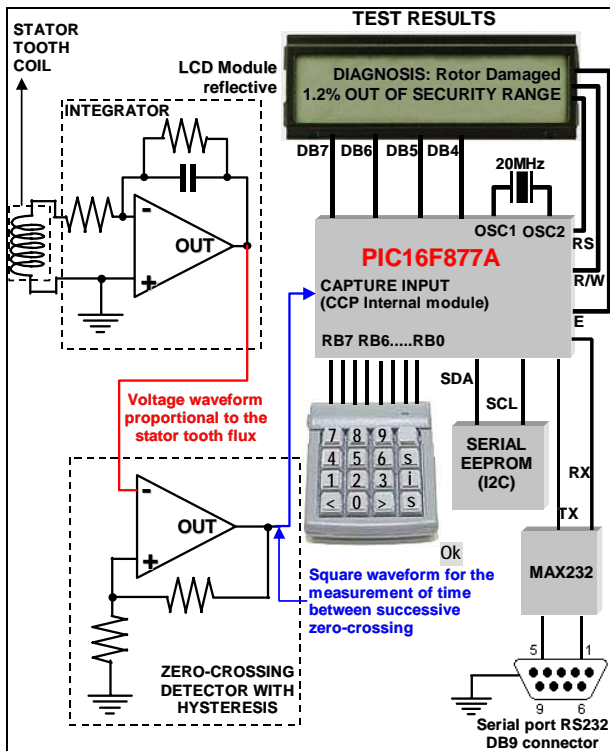 STATOR
TOOTH
COIL
TEST RESULTS
LCD Module
reflective
DIAGNOSIS: Rotor Damaged
1.2% OUT OF SECURITY RANGE
INTEGRATOR
-
+
OUT
DB7 DB6 DB5 DB4
20MHz
OSC1 OSC2
RS
R/W
E
PIC16F877A
CAPTURE INPUT
(CCP Internal module)
RB7 RB6.....RB0
SDA
SCL
Voltage waveform
proportional to the
stator tooth flux
7 8 9
4 5 6 s
1 2 3 i
< 0 > s
Ok
SERIAL
EEPROM
(I2C)
RX
TX
MAX232
-
+
OUT
Square waveform for the
measurement of time
between successive
zero-crossing
ZERO-CROSSING
DETECTOR WITH
HYSTERESIS
5 1
9 6
Serial port RS232
DB9 connector